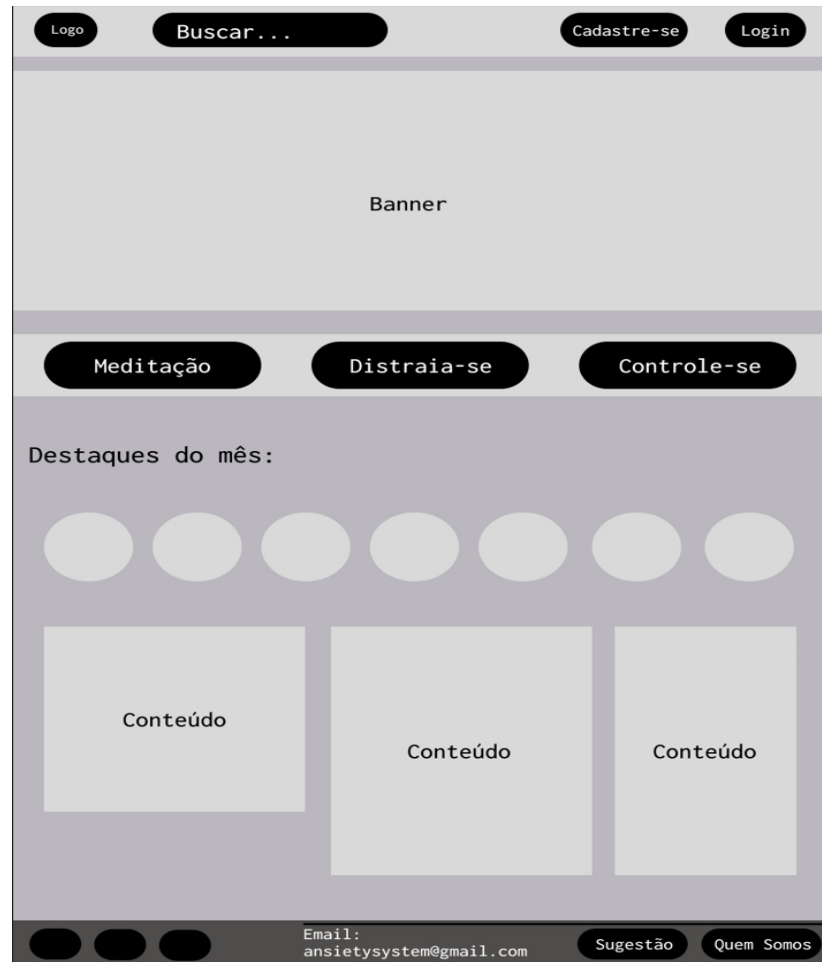 Logo
Buscar...
Cadastre-se
Login
Banner
Meditação
Distraia-se
Controle-se
Destaques do mês:
Conteúdo
Conteúdo
Conteúdo
Email:
ansietysystem@gmail.com
Sugestão
Quem Somos